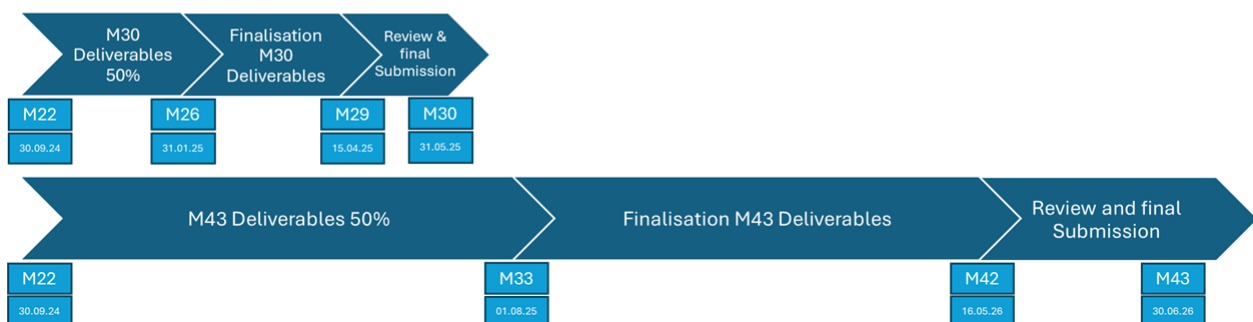 M30
Deliverables
50%
Finalisation
M30
Deliverables
Review &
final
Submission
M22
M26
M29
M30
30.09.24
31.01.25
15.04.25
31.05.25
M43 Deliverables 50%
Finalisation M43 Deliverables
Review and final
Submission
M22
M33
M42
M43
30.09.24
01.08.25
16.05.26
30.06.26